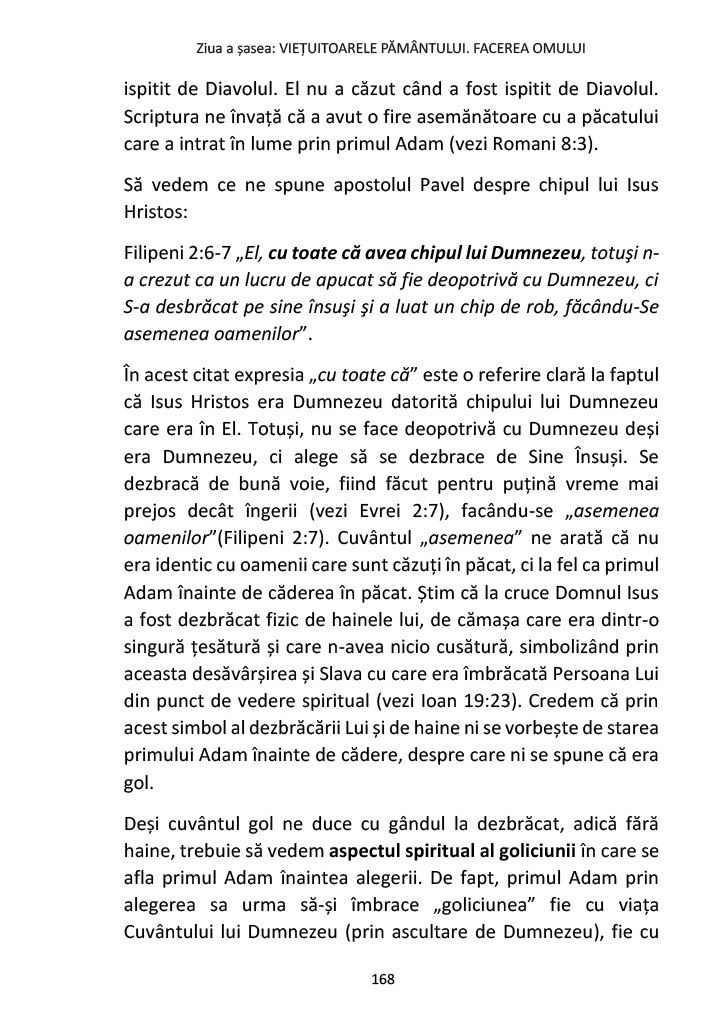 Ziua a șasea: VIEȚUITOARELE PĂMÂNTULUI. FACEREA OMULUI
ispitit de Diavolul. El nu a căzut când a fost ispitit de Diavolul.
Scriptura ne învață că a avut o fire asemănătoare cu a păcatului
care a intrat în lume prin primul Adam (vezi Romani 8:3).
Să vedem ce ne spune apostolul Pavel despre chipul lui Isus
Hristos:
Filipeni 2:6-7 „El, cu toate că avea chipul lui Dumnezeu, totuşi n-
a crezut ca un lucru de apucat să fie deopotrivă cu Dumnezeu, ci
S-a desbrăcat pe sine însuşi şi a luat un chip de rob, făcându-Se
asemenea oamenilor”.
În acest citat expresia „cu toate că” este o referire clară la faptul
că Isus Hristos era Dumnezeu datorită chipului lui Dumnezeu
care era în El. Totuși, nu se face deopotrivă cu Dumnezeu deși
era Dumnezeu, ci alege să se dezbrace de Sine Însuși. Se
dezbracă de bună voie, fiind făcut pentru puțină vreme mai
prejos decât îngerii (vezi Evrei 2:7), facându-se „asemenea
oamenilor”(Filipeni 2:7). Cuvântul „asemenea” ne arată că nu
era identic cu oamenii care sunt căzuți în păcat, ci la fel ca primul
Adam înainte de căderea în păcat. Știm că la cruce Domnul Isus
a fost dezbrăcat fizic de hainele lui, de cămașa care era dintr-o
singură țesătură și care n-avea nicio cusătură, simbolizând prin
aceasta desăvârșirea și Slava cu care era îmbrăcată Persoana Lui
din punct de vedere spiritual (vezi Ioan 19:23). Credem că prin
acest simbol al dezbrăcării Lui și de haine ni se vorbește de starea
primului Adam înainte de cădere, despre care ni se spune că era
gol.
Deși cuvântul gol ne duce cu gândul la dezbrăcat, adică fără
haine, trebuie să vedem aspectul spiritual al goliciunii în care se
afla primul Adam înaintea alegerii. De fapt, primul Adam prin
alegerea sa urma să-și îmbrace „goliciunea” fie cu viața
Cuvântului lui Dumnezeu (prin ascultare de Dumnezeu), fie cu
168